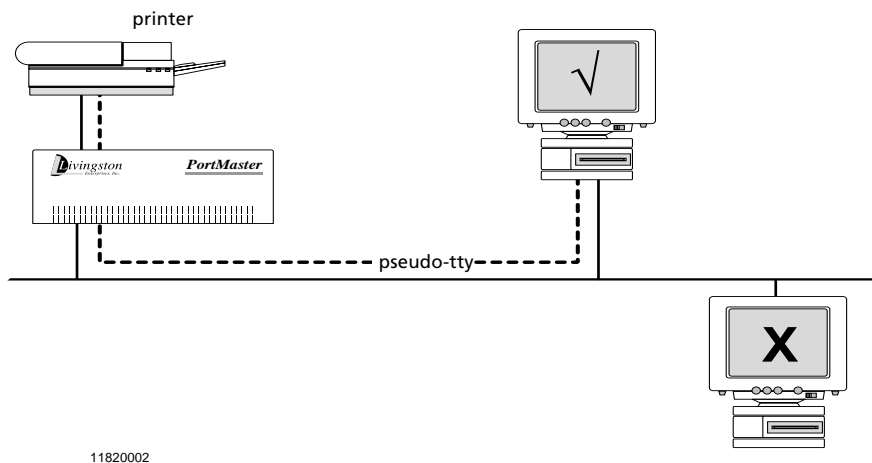 printer
√
Livingston
Enterprises, Inc.
PortMaster
pseudo-tty
X
11820002